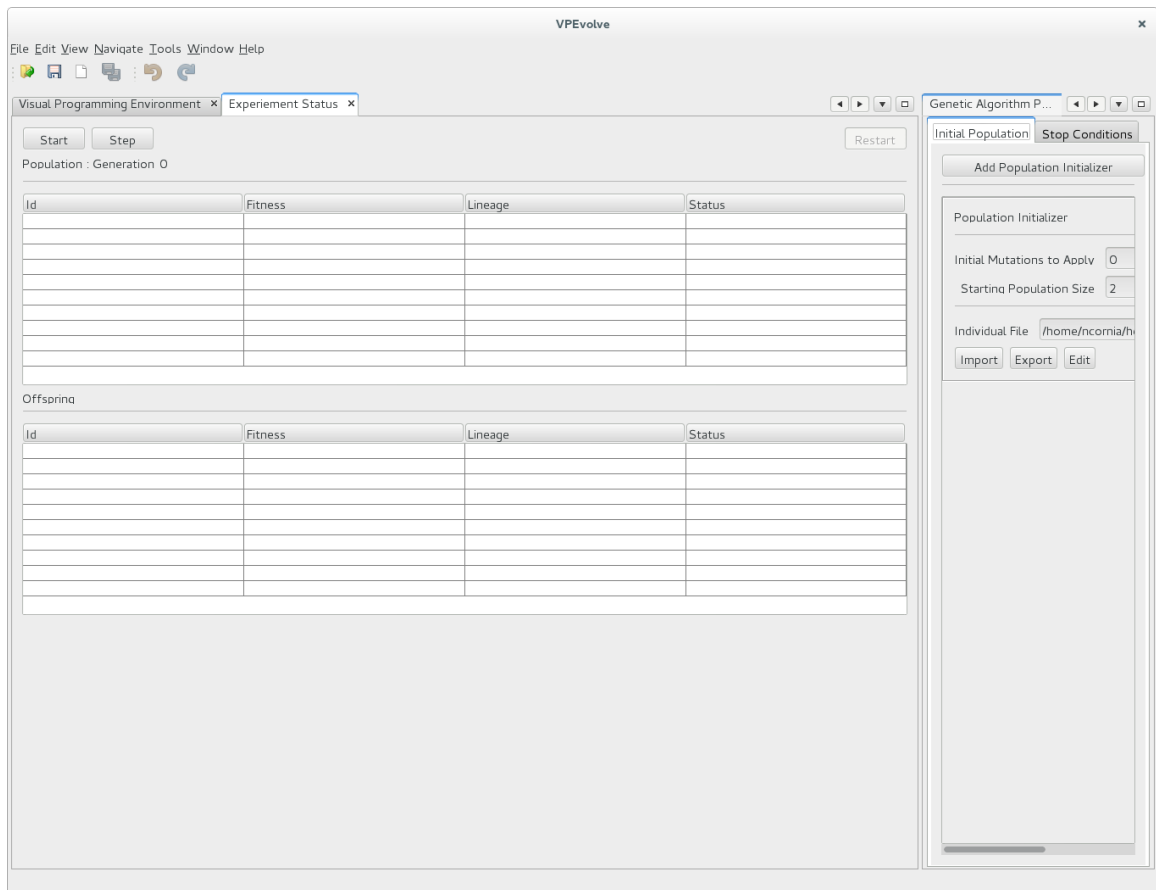 VPEvolve
File Edit View Navigate Tools Window Help
Visual Programming Environment
Experiement Status
Genetic Algorithm P...
Start
Step
Restart
Population : Generation 0
Id Fitness Lineage Status
Offspring
Id Fitness Lineage Status
Initial Population
Stop Conditions
Add Population Initializer
Population Initializer
Initial Mutations to Apply 0
Starting Population Size 2
Individual File /home/ncornia/h
Import Export Edit